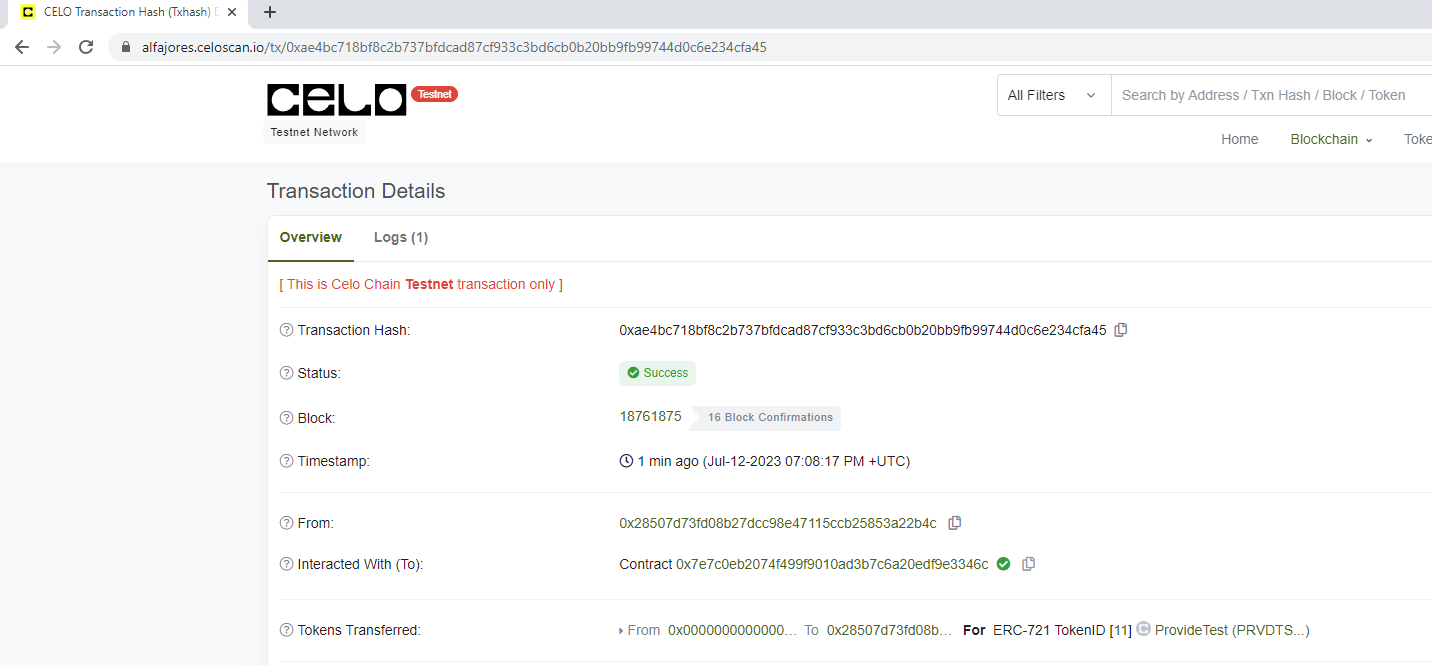 CELO Transaction Hash (Txhash)
alfajores.celoscan.io/tx/0xae4bc718bf8c2b737bfdcad87cf933c3bd6cb0b20bb9fb99744d0c6e234cfa45
CELO Testnet
All Filters Search by Address / Txn Hash / Block / Token
Testnet Network
Home Blockchain Toke
Transaction Details
Overview Logs (1)
[ This is Celo Chain Testnet transaction only ]
Transaction Hash: 0xae4bc718bf8c2b737bfdcad87cf933c3bd6cb0b20bb9fb99744d0c6e234cfa45
Status: Success
Block: 18761875 16 Block Confirmations
Timestamp: 1 min ago (Jul-12-2023 07:08:17 PM +UTC)
From: 0x28507d73fd08b27dcc98e47115ccb25853a22b4c
Interacted With (To): Contract 0x7e7c0eb2074f499f9010ad3b7c6a20edf9e3346c
Tokens Transferred: From 0x0000000000000... To 0x28507d73fd08b... For ERC-721 TokenID [11] ProvideTest (PRVDTS...)